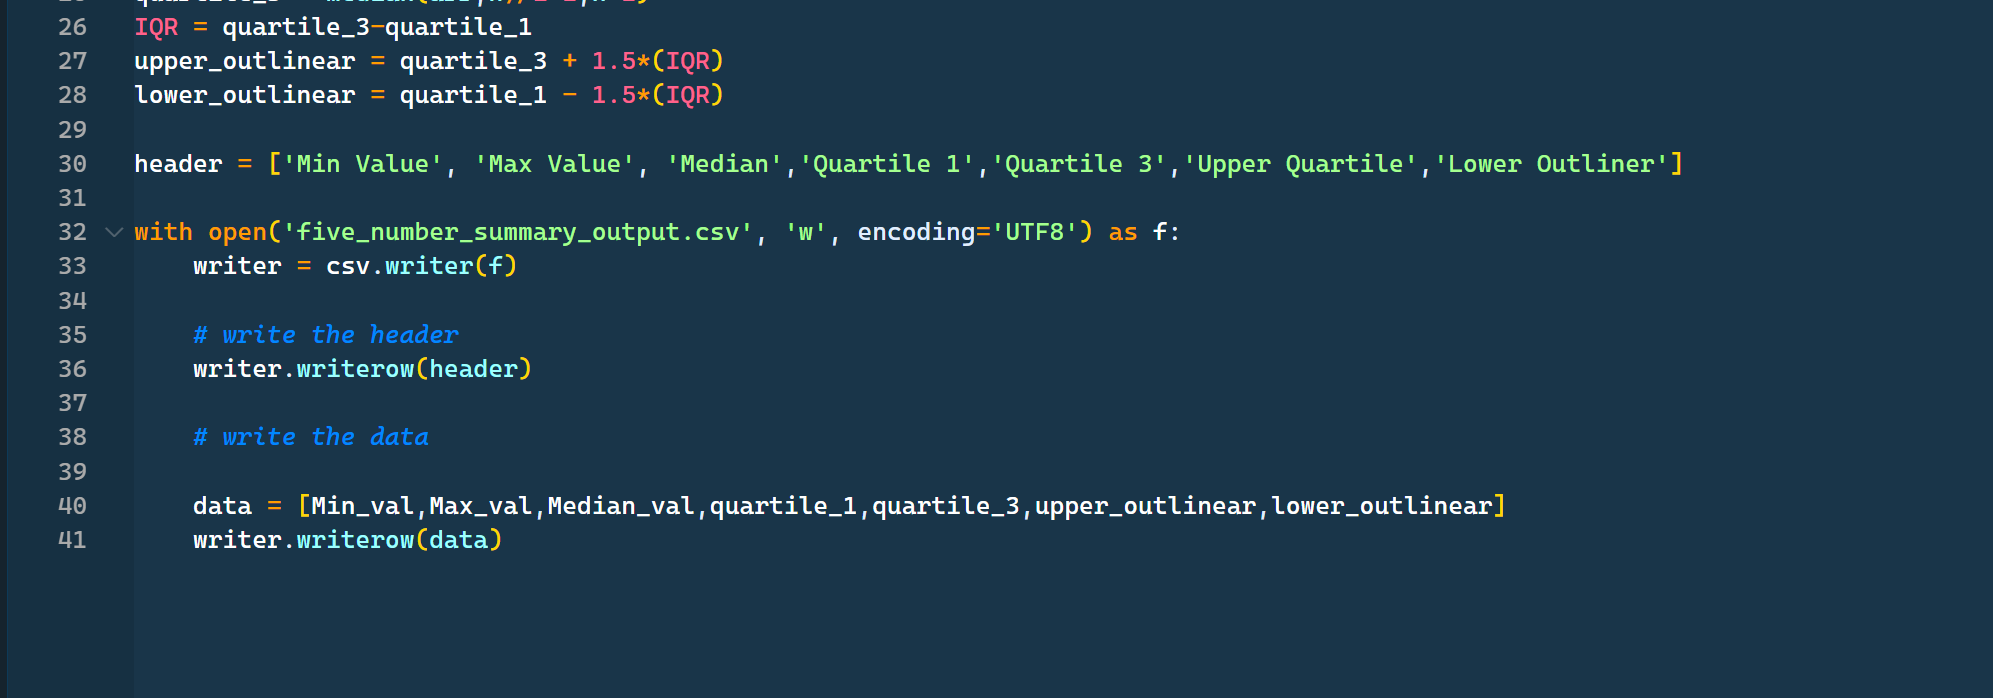 26 IQR = quartile_3-quartile_1
27 upper_outlinear = quartile_3 + 1.5*(IQR)
28 lower_outlinear = quartile_1 - 1.5*(IQR)
29
30 header = ['Min Value', 'Max Value', 'Median','Quartile 1','Quartile 3','Upper Quartile','Lower Outliner']
31
32 with open('five_number_summary_output.csv', 'w', encoding='UTF8') as f:
33     writer = csv.writer(f)
34
35     # write the header
36     writer.writerow(header)
37
38     # write the data
39
40     data = [Min_val,Max_val,Median_val,quartile_1,quartile_3,upper_outlinear,lower_outlinear]
41     writer.writerow(data)